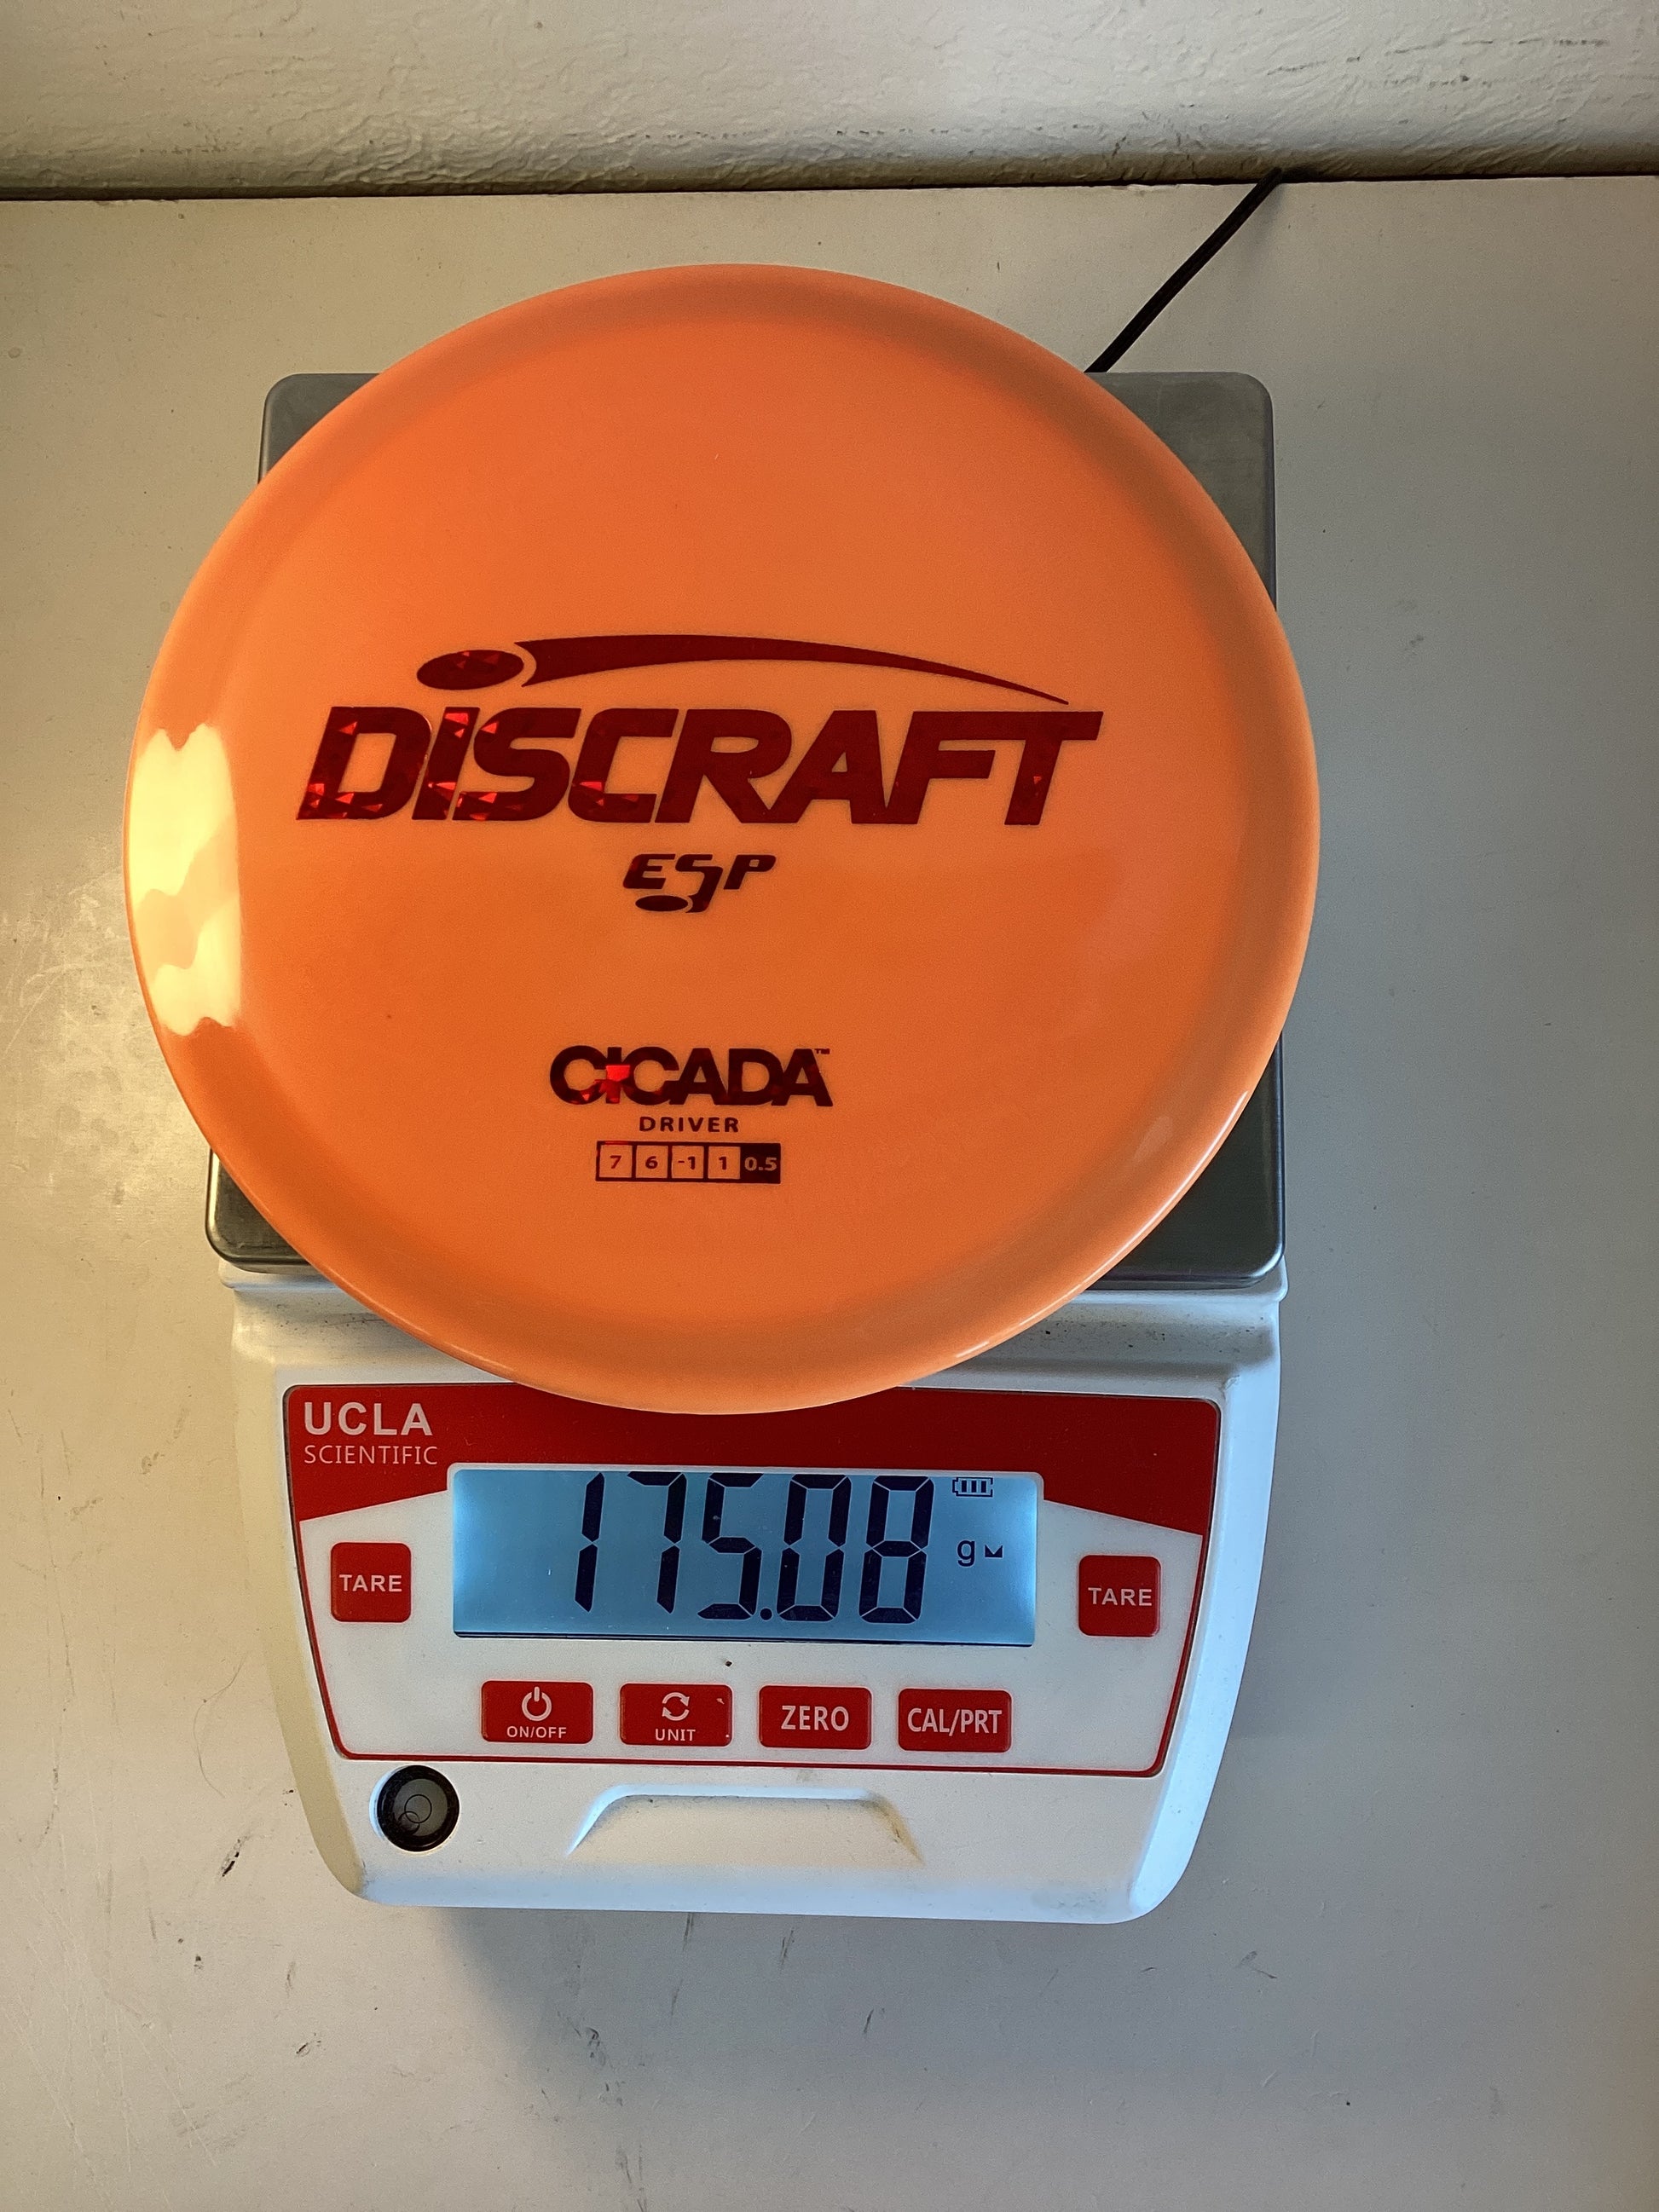 DISCRAFT
ESP
CICADA™
DRIVER
7 6 -1 1 0.5
UCLA
SCIENTIFIC
175.08 g
TARE
TARE
ON/OFF
UNIT
ZERO
CAL/PRT